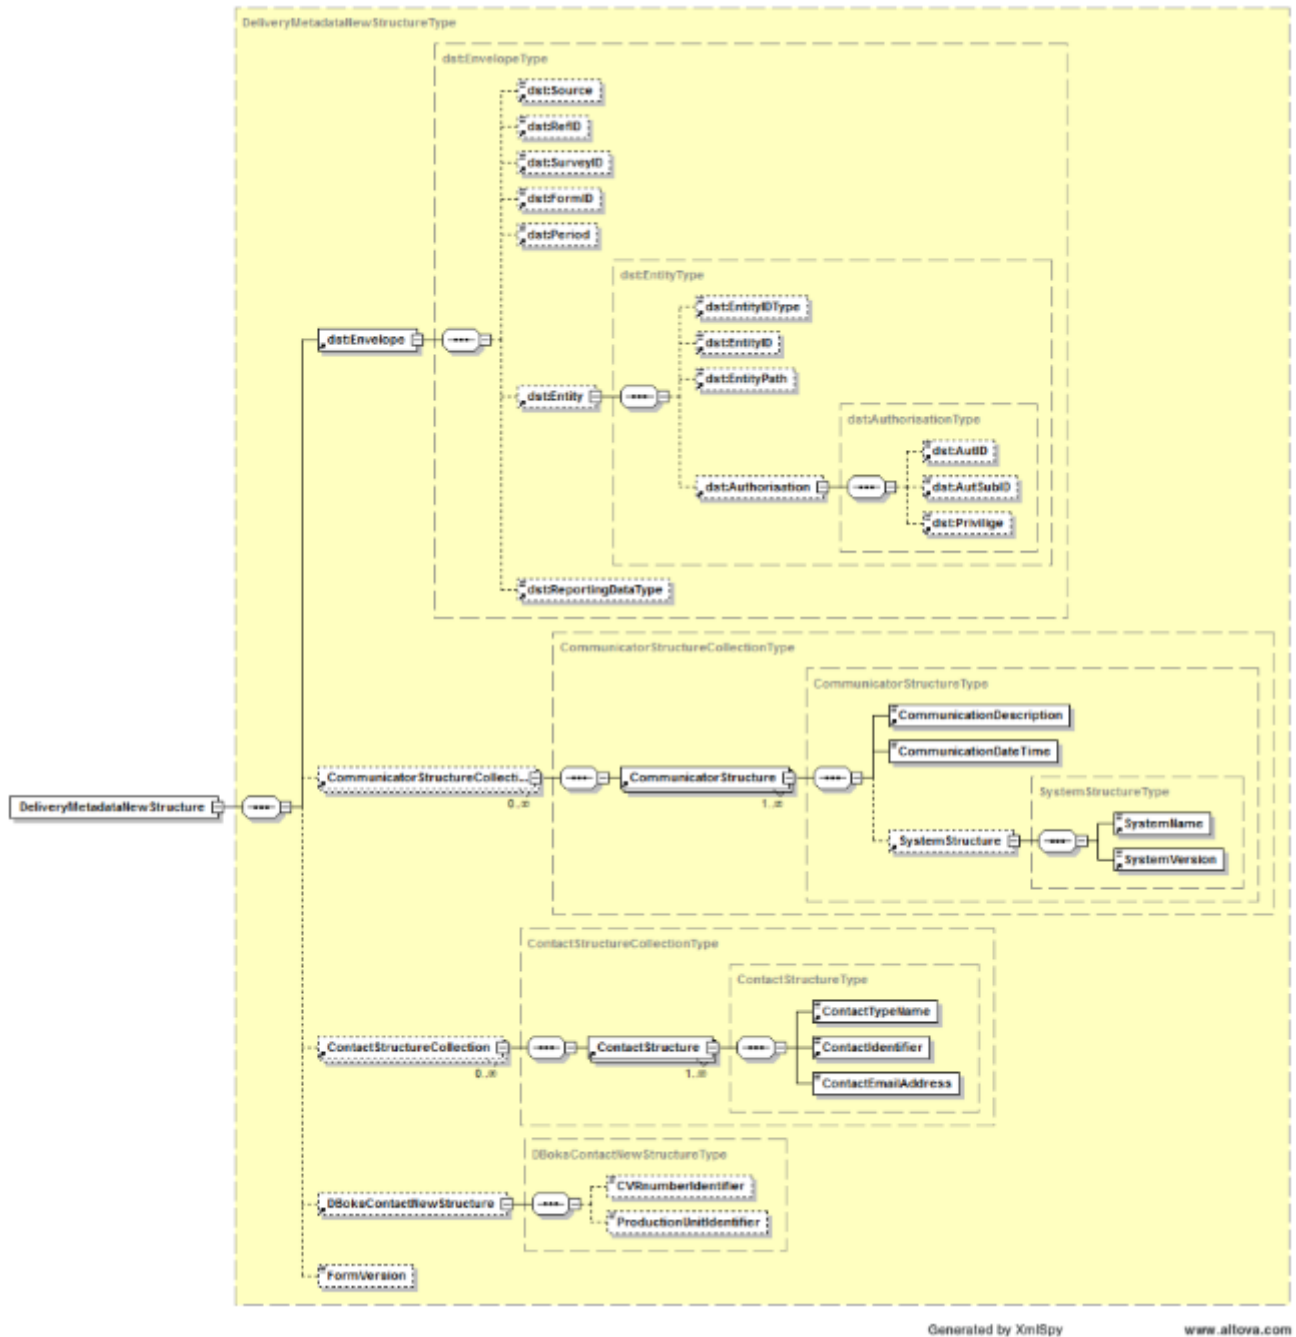 DeliveryMetadataNewStructureType
dst:EnvelopeType
dst:Source
dst:RefID
dst:SurveyID
dst:FormID
dst:Period
dst:EntityType
dst:EntityIDType
dst:Envelope
dst:EntityID
dst:EntityPath
dst:Entity
dst:AuthorisationType
dst:AutID
dst:Authorisation
dst:AutSubID
dst:Privilige
dst:ReportingDataType
CommunicatorStructureCollectionType
CommunicatorStructureType
CommunicationDescription
CommunicationDateTime
CommunicatorStructureCollecti...
0..∞
CommunicatorStructure
1..∞
SystemStructureType
DeliveryMetadataNewStructure
SystemName
SystemStructure
SystemVersion
ContactStructureCollectionType
ContactStructureType
ContactTypeName
ContactStructureCollection
0..∞
ContactStructure
1..∞
ContactIdentifier
ContactEmailAddress
DBoksContactNewStructureType
CVRnumberIdentifier
DBoksContactNewStructure
ProductionUnitIdentifier
FormVersion
Generated by XmlSpy
www.altova.com